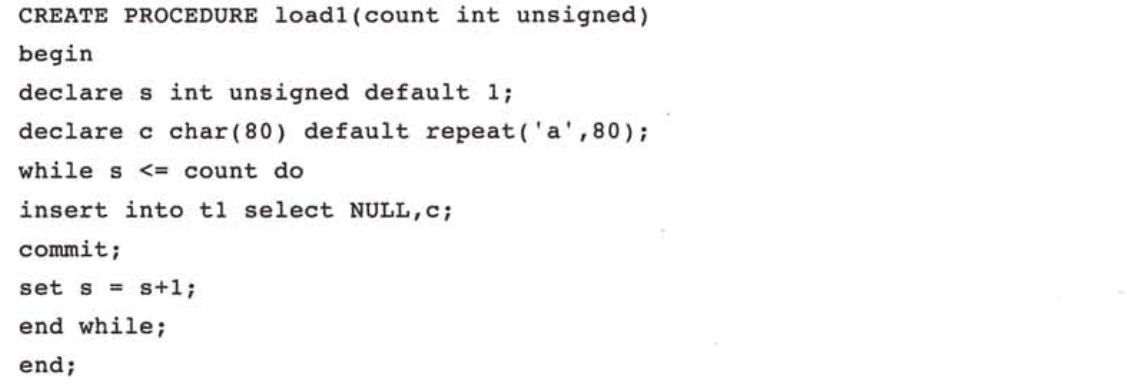 CREATE PROCEDURE load1(count int unsigned)
begin
declare s int unsigned default 1;
declare c char(80) default repeat('a',80);
while s <= count do
insert into t1 select NULL,c;
commit;
set s = s+1;
end while;
end;